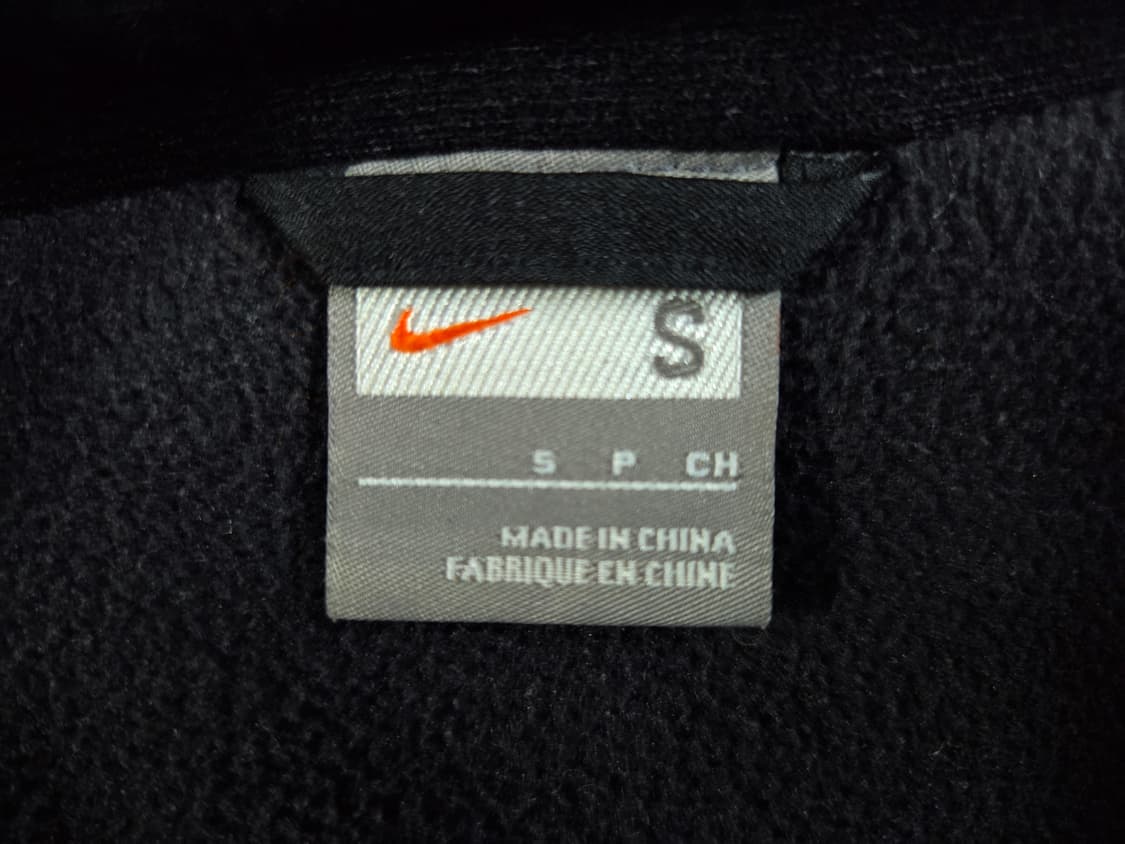 S
S P CH
MADE IN CHINA
FABRIQUE EN CHINE